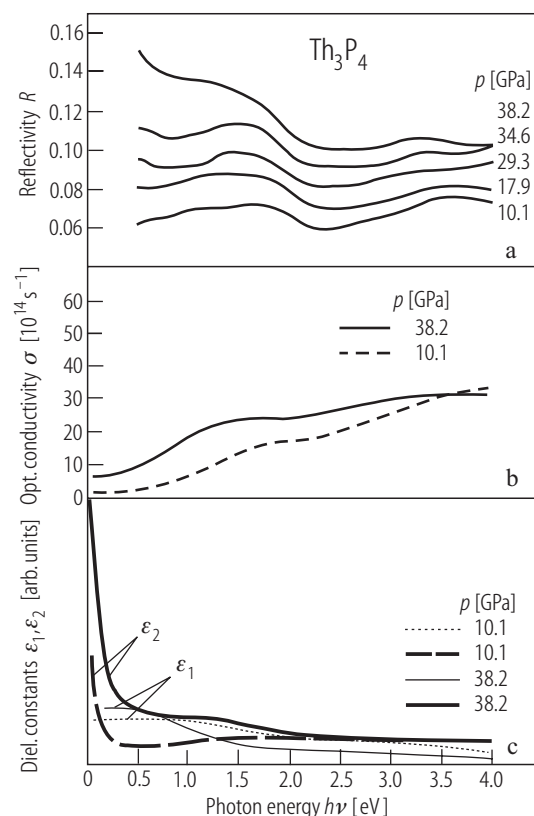 0.16
0.14
0.12
0.10
0.08
0.06
Reflectivity R
Th₃P₄
p [GPa]
38.2
34.6
29.3
17.9
10.1
a
60
50
40
30
20
10
0
Opt. conductivity σ [10¹⁴ s⁻¹]
p [GPa]
38.2
10.1
b
Diel. constants ε₁, ε₂ [arb. units]
ε₂
ε₁
p [GPa]
10.1
10.1
38.2
38.2
c
0 0.5 1.0 1.5 2.0 2.5 3.0 3.5 4.0
Photon energy hν [eV]